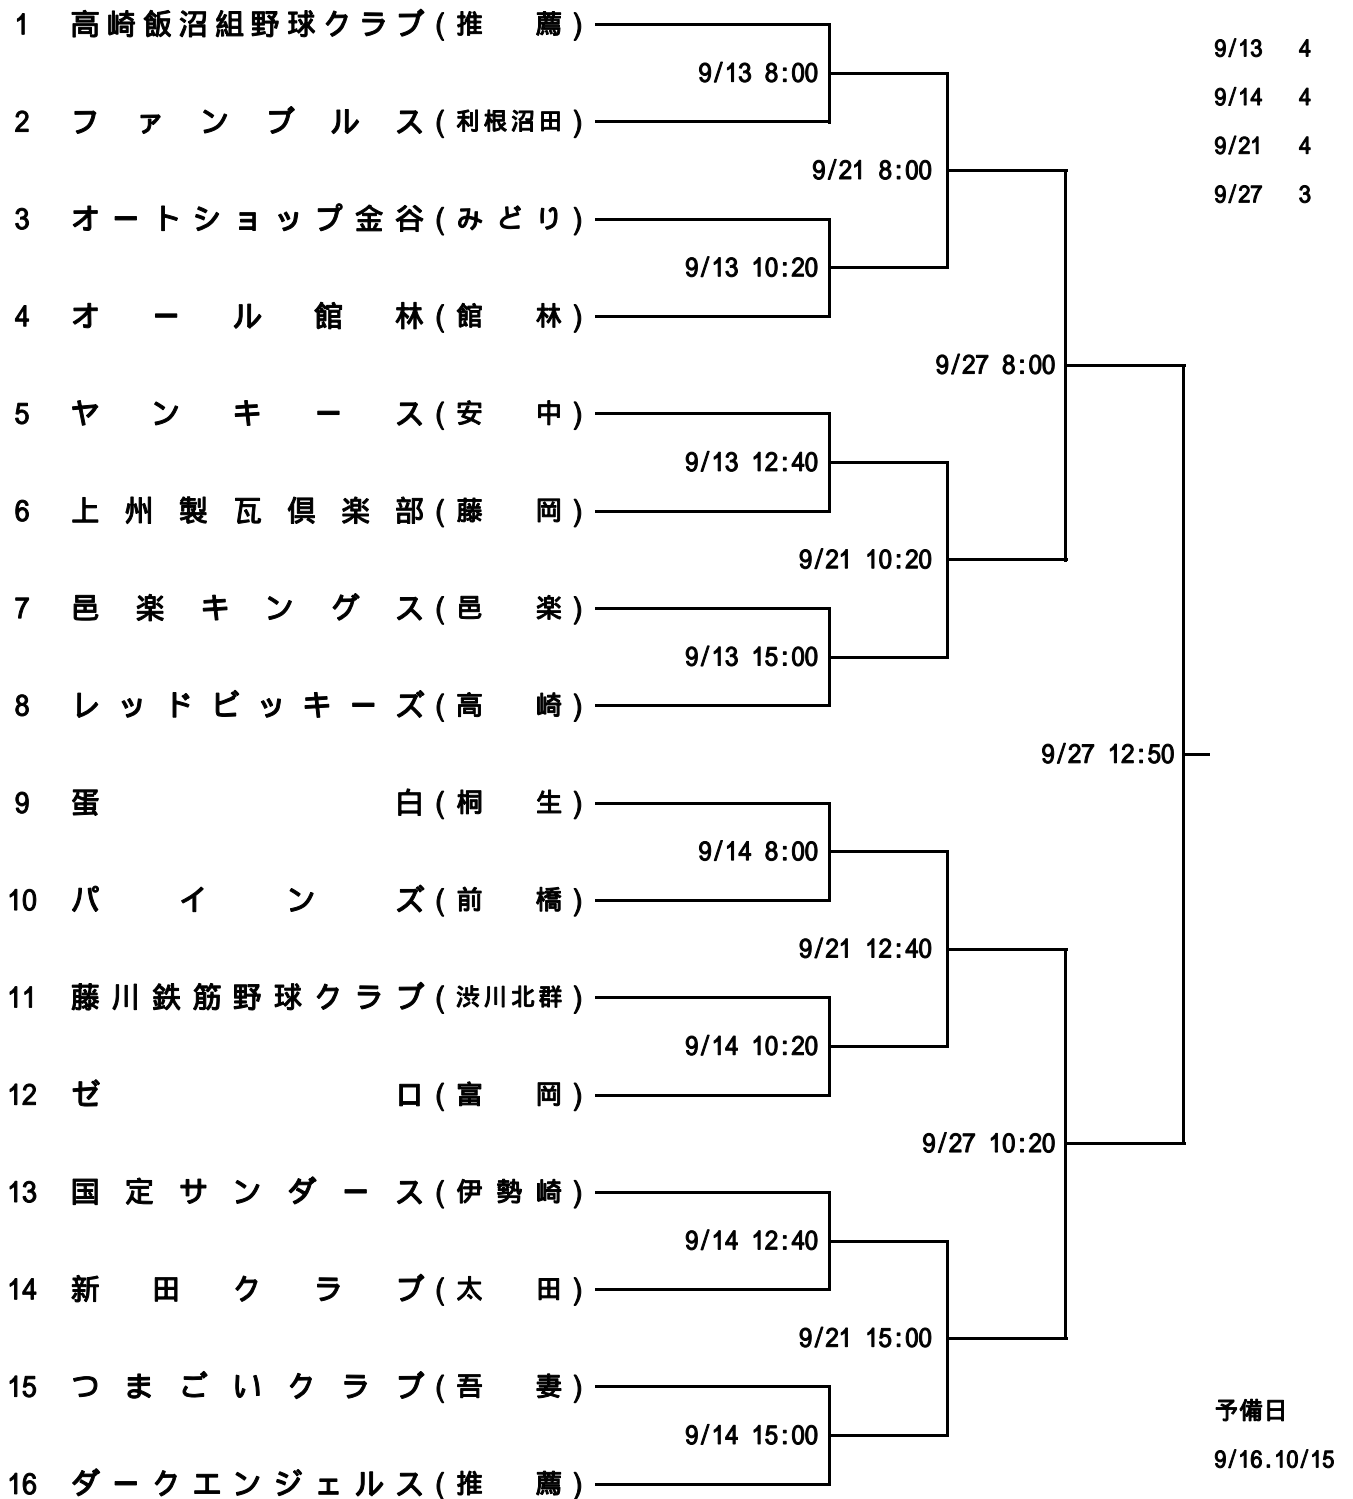 1 高崎飯沼組野球クラブ(推薦)
9/13 4
9/13 8:00
9/14 4
2 ファンブルス(利根沼田)
9/21 4
9/21 8:00
9/27 3
3 オートショップ金谷(みどり)
9/13 10:20
4 オール館林(館林)
9/27 8:00
5 ヤンキース(安中)
9/13 12:40
6 上州製瓦倶楽部(藤岡)
9/21 10:20
7 邑楽キングス(邑楽)
9/13 15:00
8 レッドビッキーズ(高崎)
9/27 12:50
9 蛋白(桐生)
9/14 8:00
10 パインズ(前橋)
9/21 12:40
11 藤川鉄筋野球クラブ(渋川北群)
9/14 10:20
12 ゼロ(富岡)
9/27 10:20
13 国定サンダース(伊勢崎)
9/14 12:40
14 新田クラブ(太田)
9/21 15:00
15 つまごいクラブ(吾妻)
予備日
9/14 15:00
9/16.10/15
16 ダークエンジェルス(推薦)